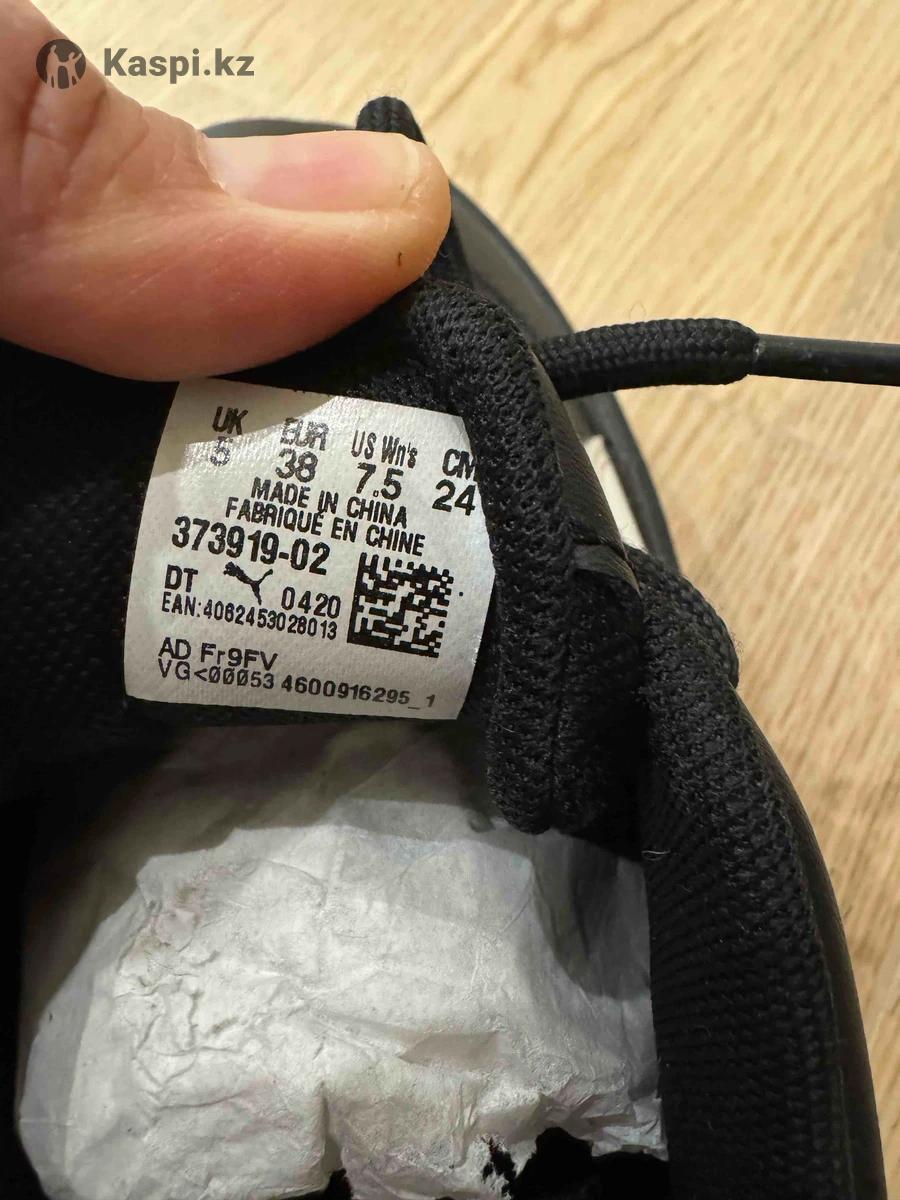 Kaspi.kz
UK EUR US Wn's CM
5 38 7.5 24
MADE IN CHINA
FABRIQUÉ EN CHINE
373919-02
DT 0420
EAN:4062453028013
AD Fr9FV
VG<00053 4600916295_1